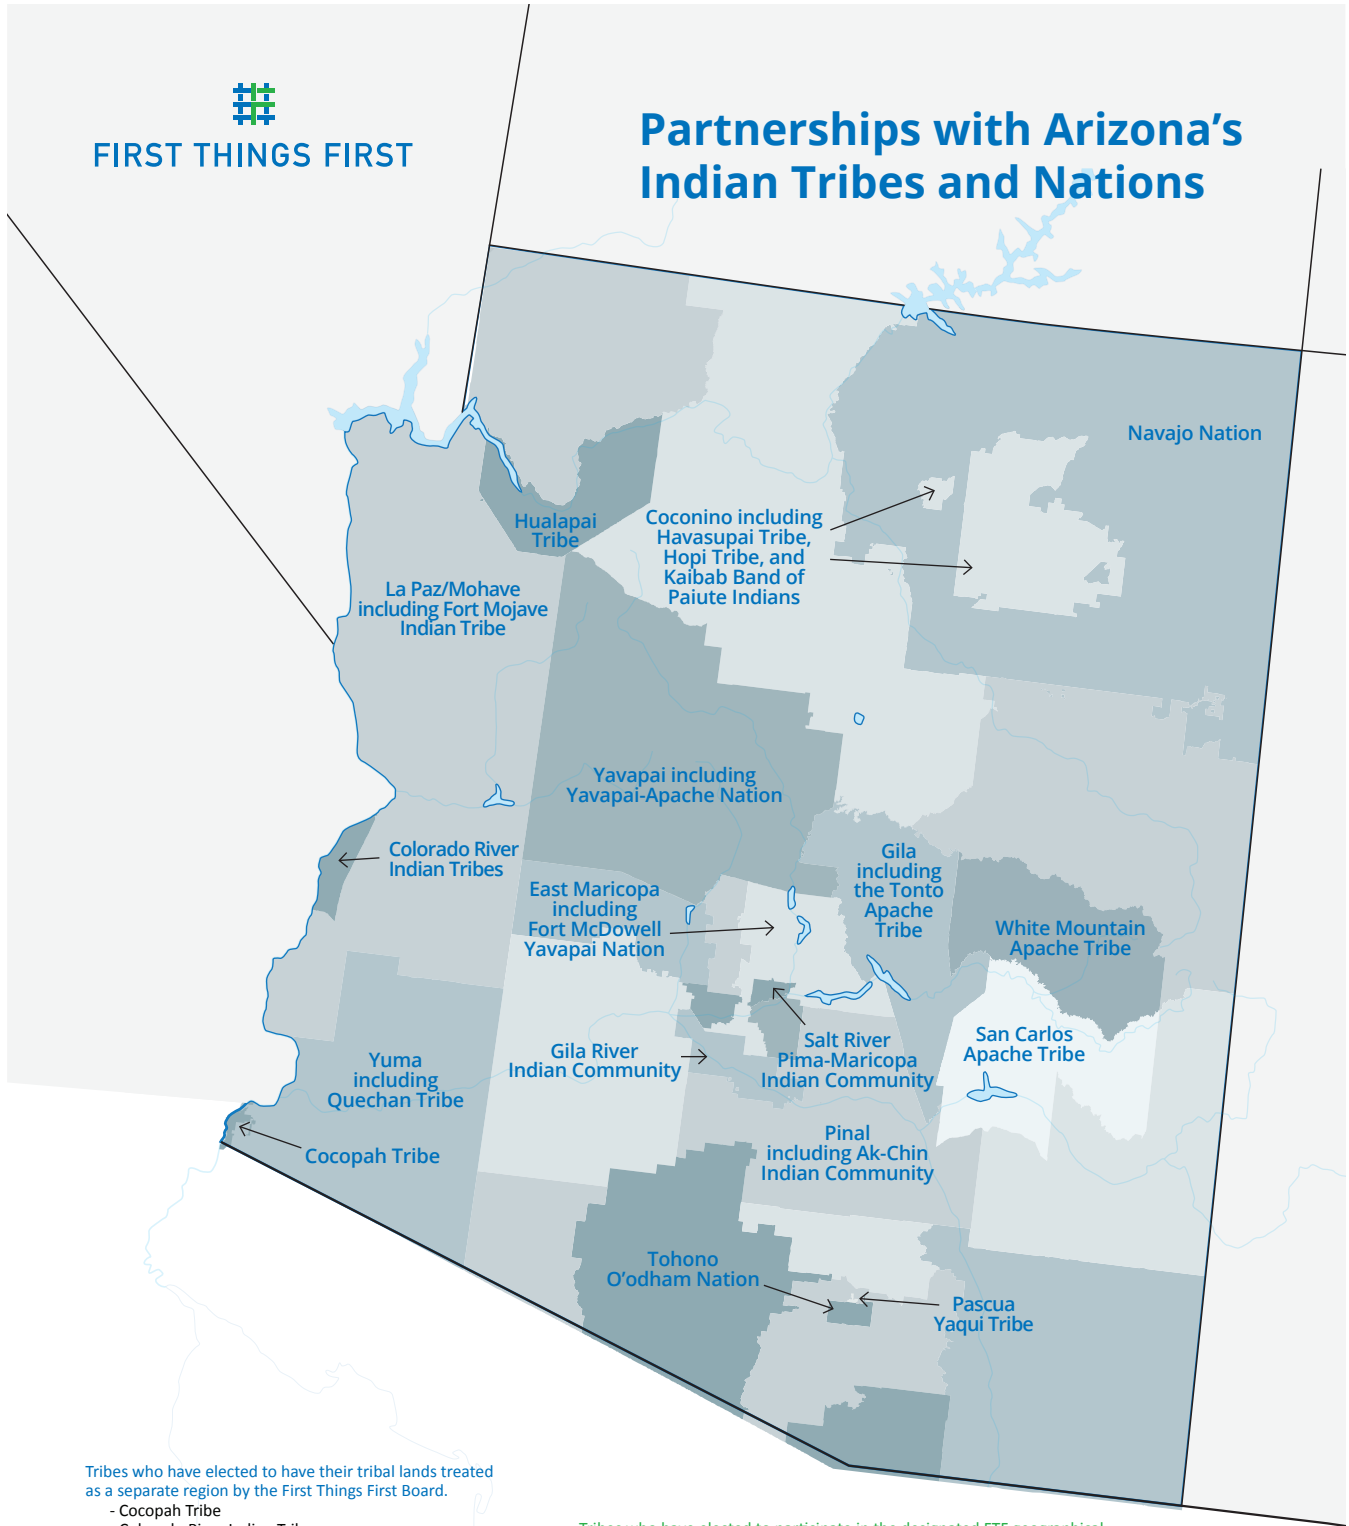 FIRST THINGS FIRST
Partnerships with Arizona's
Indian Tribes and Nations
Navajo Nation
Hualapai
Tribe
Coconino including
Havasupai Tribe,
Hopi Tribe, and
Kaibab Band of
Paiute Indians
La Paz/Mohave
including Fort Mojave
Indian Tribe
Yavapai including
Yavapai-Apache Nation
Colorado River
Indian Tribes
East Maricopa
including
Fort McDowell
Yavapai Nation
Gila
including
the Tonto
Apache
Tribe
White Mountain
Apache Tribe
Yuma
including
Quechan Tribe
Gila River
Indian Community
Salt River
Pima-Maricopa
Indian Community
San Carlos
Apache Tribe
Cocopah Tribe
Pinal
including Ak-Chin
Indian Community
Tohono
O'odham Nation
Pascua
Yaqui Tribe
Tribes who have elected to have their tribal lands treated
as a separate region by the First Things First Board.
- Cocopah Tribe